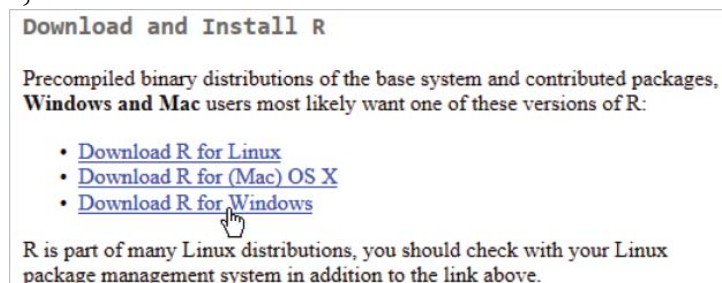 Download and Install R
Precompiled binary distributions of the base system and contributed packages,
Windows and Mac users most likely want one of these versions of R:
• Download R for Linux
• Download R for (Mac) OS X
• Download R for Windows
R is part of many Linux distributions, you should check with your Linux
package management system in addition to the link above.